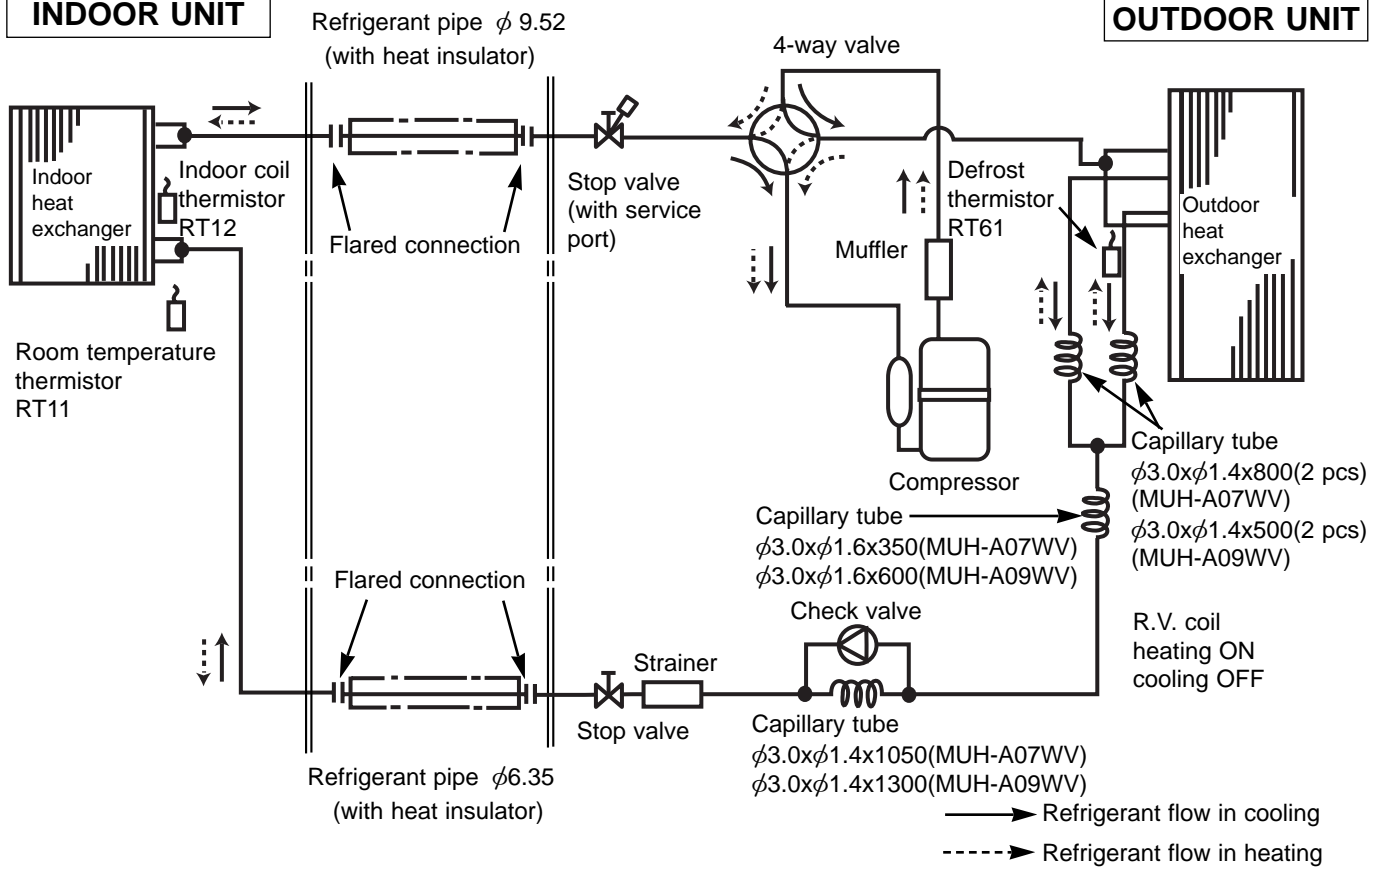 INDOOR UNIT
OUTDOOR UNIT
Refrigerant pipe ϕ 9.52
(with heat insulator)
4-way valve
Indoor
heat
exchanger
Indoor coil
thermistor
RT12
Flared connection
Stop valve
(with service
port)
Muffler
Defrost
thermistor
RT61
Outdoor
heat
exchanger
Room temperature
thermistor
RT11
Compressor
Capillary tube
ϕ3.0xϕ1.4x800(2 pcs)
(MUH-A07WV)
ϕ3.0xϕ1.4x500(2 pcs)
(MUH-A09WV)
Capillary tube
ϕ3.0xϕ1.6x350(MUH-A07WV)
ϕ3.0xϕ1.6x600(MUH-A09WV)
Flared connection
Check valve
R.V. coil
heating ON
cooling OFF
Strainer
Stop valve
Capillary tube
ϕ3.0xϕ1.4x1050(MUH-A07WV)
ϕ3.0xϕ1.4x1300(MUH-A09WV)
Refrigerant pipe ϕ6.35
(with heat insulator)
Refrigerant flow in cooling
Refrigerant flow in heating